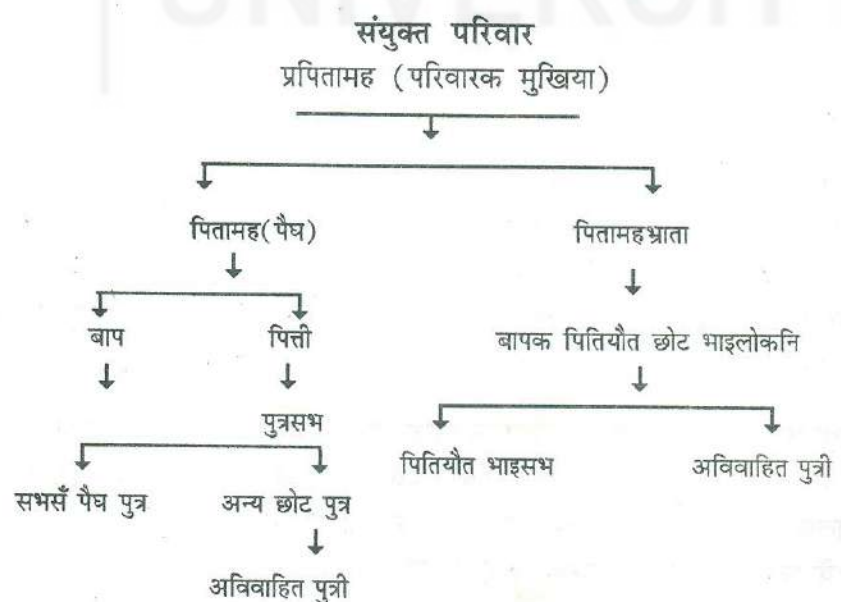 संयुक्त परिवार
प्रपितामह (परिवारक मुखिया)
पितामह(पैघ) पितामहभ्राता
बाप पित्ती बापक पितियौत छोट भाइलोकनि
पुत्रसभ
पितियौत भाइसभ अविवाहित पुत्री
सभसँ पैघ पुत्र अन्य छोट पुत्र
अविवाहित पुत्री